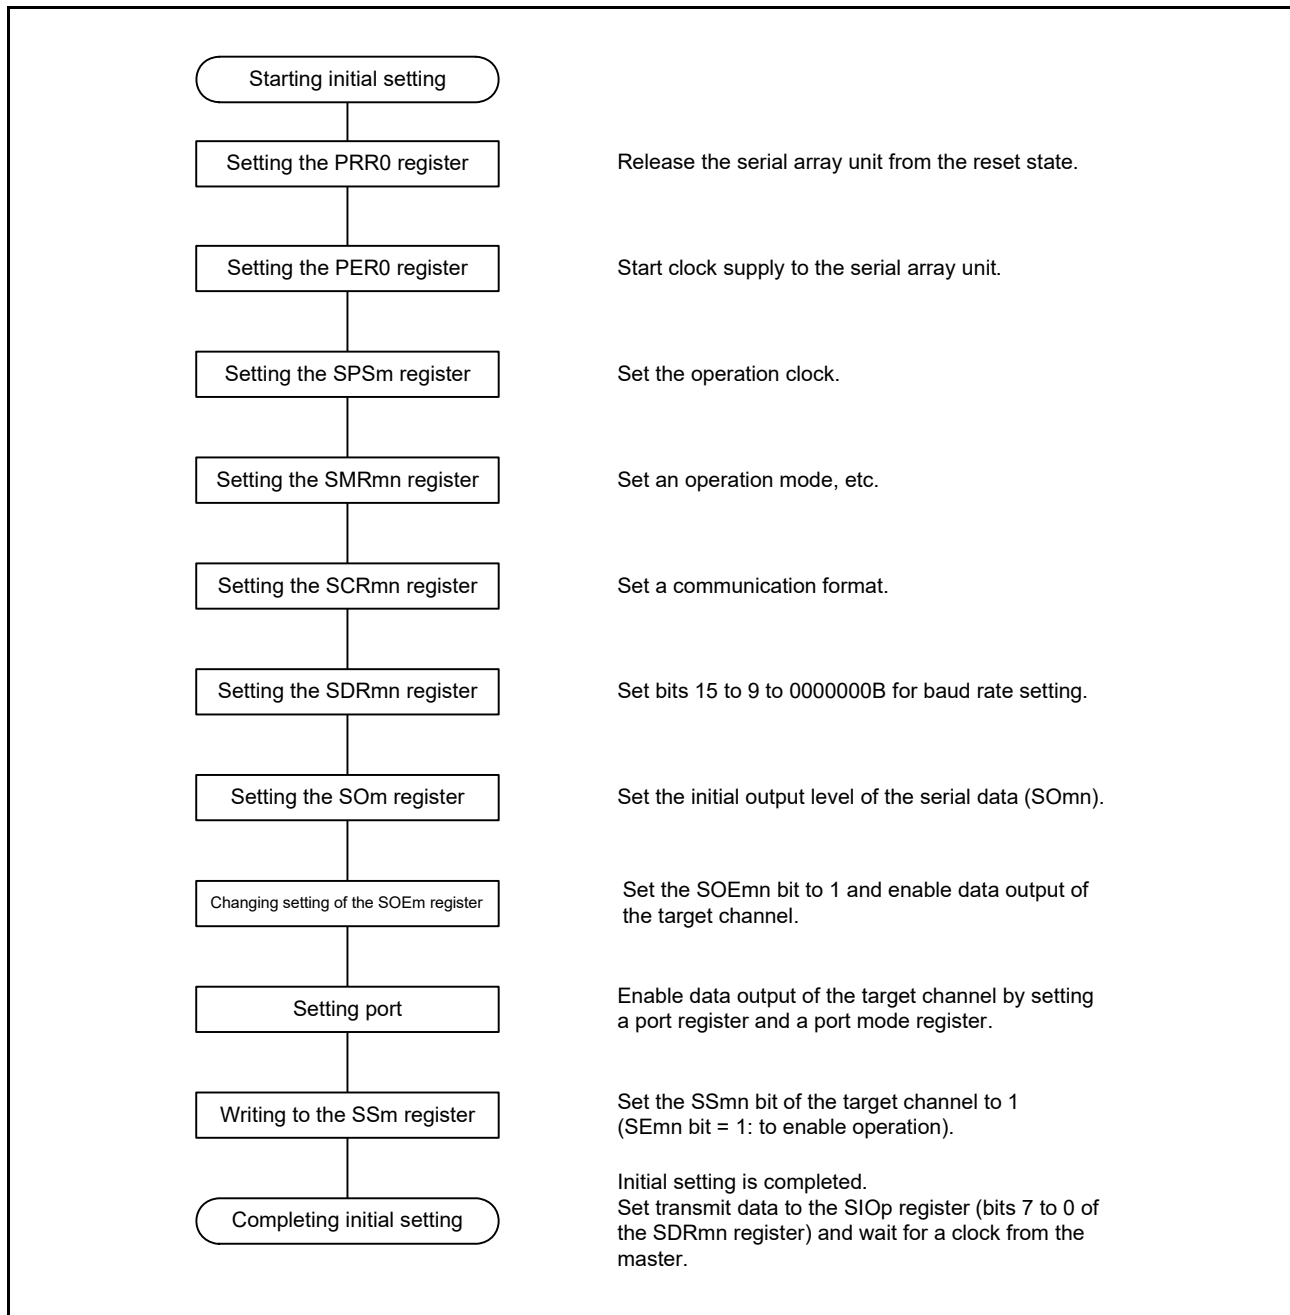 Starting initial setting
Setting the PRR0 register
Release the serial array unit from the reset state.
Setting the PER0 register
Start clock supply to the serial array unit.
Setting the SPSm register
Set the operation clock.
Setting the SMRmn register
Set an operation mode, etc.
Setting the SCRmn register
Set a communication format.
Setting the SDRmn register
Set bits 15 to 9 to 0000000B for baud rate setting.
Setting the SOm register
Set the initial output level of the serial data (SOmn).
Changing setting of the SOEm register
Set the SOEmn bit to 1 and enable data output of
the target channel.
Setting port
Enable data output of the target channel by setting
a port register and a port mode register.
Writing to the SSm register
Set the SSmn bit of the target channel to 1
(SEmn bit = 1: to enable operation).
Completing initial setting
Initial setting is completed.
Set transmit data to the SIOp register (bits 7 to 0 of
the SDRmn register) and wait for a clock from the
master.